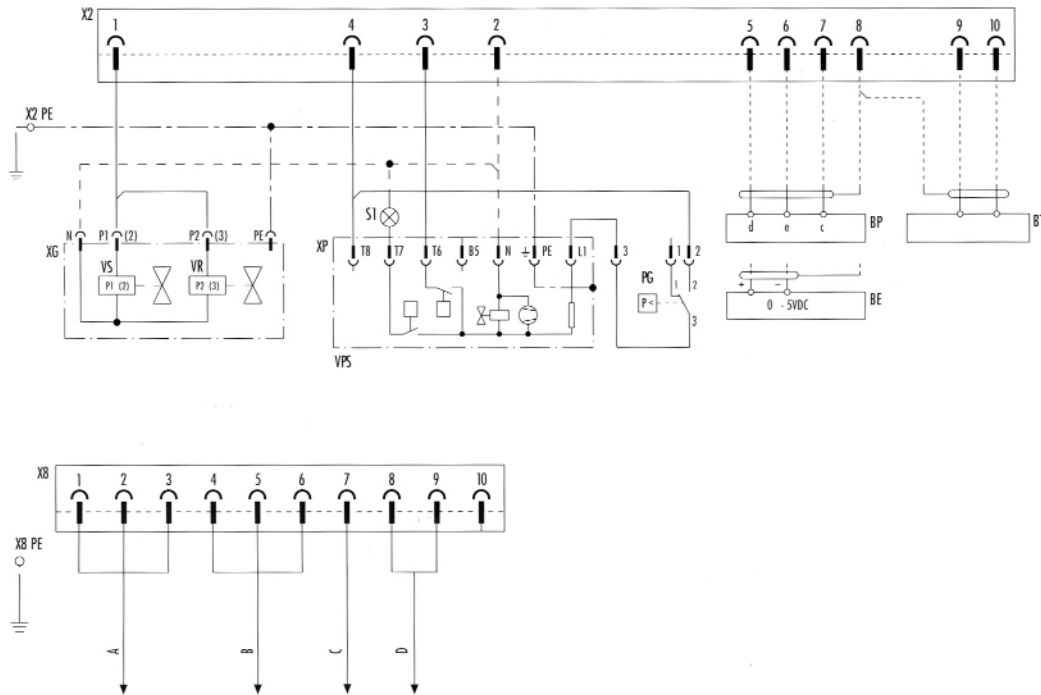 X2
1 4 3 2 5 6 7 8 9 10
X2 PE
N P1 (2) P2 (3) PE
XG
VS VR
P1 (2) P2 (3)
S1
XP
T8 T7 T6 B5 N PE L1 3 1 2
PG
1 2
P<
3
VPS
d e c
BP
B
+ −
0 - 5VDC
BE
X8
1 2 3 4 5 6 7 8 9 10
X8 PE
A B C D